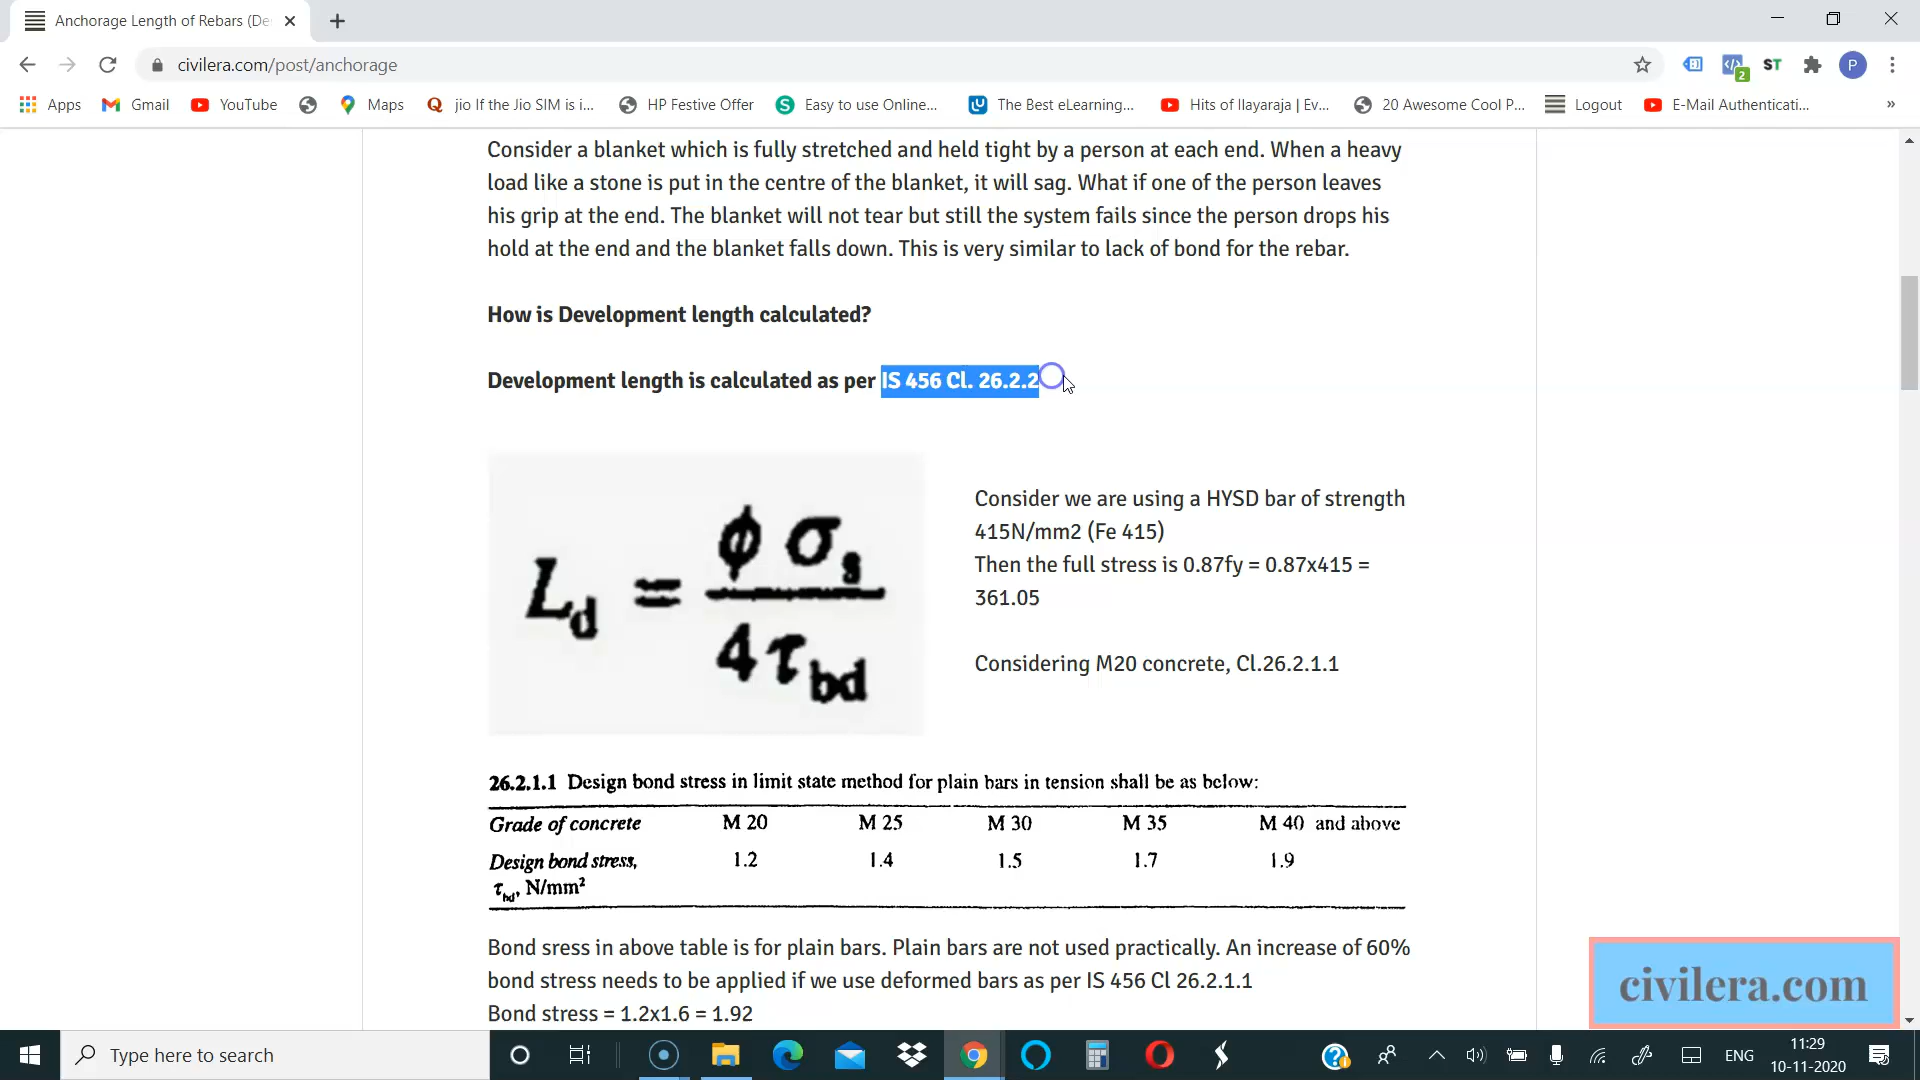 Anchorage Length of Rebars (De
civilera.com/post/anchorage
2
ST
P
Apps
Gmail
YouTube
Maps
jio If the Jio SIM is i...
HP Festive Offer
Easy to use Online...
The Best eLearning...
Hits of Ilayaraja | Ev...
20 Awesome Cool P...
Logout
E-Mail Authenticati...
»
Consider a blanket which is fully stretched and held tight by a person at each end. When a heavy
load like a stone is put in the centre of the blanket, it will sag. What if one of the person leaves
his grip at the end. The blanket will not tear but still the system fails since the person drops his
hold at the end and the blanket falls down. This is very similar to lack of bond for the rebar.
How is Development length calculated?
Development length is calculated as per IS 456 Cl. 26.2.2
L_d = ϕ σ_s / 4 τ_bd
Consider we are using a HYSD bar of strength
415N/mm2 (Fe 415)
Then the full stress is 0.87fy = 0.87x415 =
361.05
Considering M20 concrete, Cl.26.2.1.1
26.2.1.1 Design bond stress in limit state method for plain bars in tension shall be as below:
Grade of concrete M 20 M 25 M 30 M 35 M 40 and above
Design bond stress, 1.2 1.4 1.5 1.7 1.9
τ_bd, N/mm²
Bond sress in above table is for plain bars. Plain bars are not used practically. An increase of 60%
bond stress needs to be applied if we use deformed bars as per IS 456 Cl 26.2.1.1
Bond stress = 1.2x1.6 = 1.92
civilera.com
Type here to search
ENG
11:29
10-11-2020